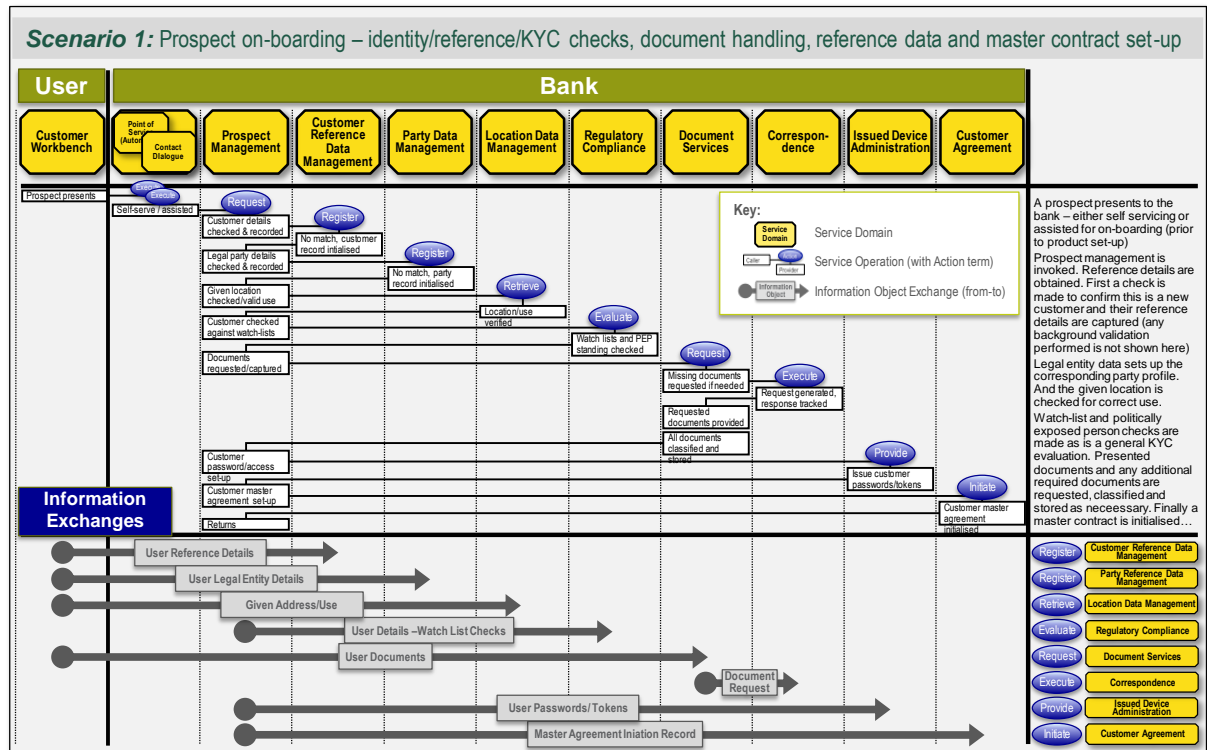 Scenario 1: Prospect on-boarding – identity/reference/KYC checks, document handling, reference data and master contract set-up
User
Bank
Customer
Workbench
Point of
Contact
Dialogue
Prospect
Management
Customer
Reference
Data
Management
Party Data
Management
Location Data
Management
Regulatory
Compliance
Document
Services
Correspon-
dence
Issued Device
Administration
Customer
Agreement
Prospect presents
Execute
Execute
Self-serve / assisted
Request
Customer details
checked & recorded
Register
No match, customer
record intialised
Legal party details
checked & recorded
Register
No match, party
record initialised
Given location
checked/valid use
Retrieve
Location/use
verified
Customer checked
against watch-lists
Evaluate
Watch lists and PEP
standing checked
Documents
requested/captured
Request
Missing documents
requested if needed
Execute
Request generated,
response tracked
Requested
documents provided
All documents
classified and
stored
Customer
password/access
set-up
Provide
Issue customer
passwords/tokens
Customer master
agreement set-up
Initiate
Customer master
agreement
initialised
Returns
Key:
Service
Domain
Service Domain
Caller
Action
Provider
Service Operation (with Action term)
Information
Object
Information Object Exchange (from-to)
A prospect presents to the
bank – either self servicing or
assisted for on-boarding (prior
to product set-up)
Prospect management is
invoked. Reference details are
obtained. First a check is
made to confirm this is a new
customer and their reference
details are captured (any
background validation
performed is not shown here)
Legal entity data sets up the
corresponding party profile.
And the given location is
checked for correct use.
Watch-list and politically
exposed person checks are
made as is a general KYC
evaluation. Presented
documents and any additional
required documents are
requested, classified and
stored as neceessary. Finally a
master contract is initialised…
Information
Exchanges
User Reference Details
User Legal Entity Details
Given Address/Use
User Details –Watch List Checks
User Documents
Document
Request
User Passwords/ Tokens
Master Agreement Iniation Record
Register
Customer Reference Data
Management
Register
Party Reference Data
Management
Retrieve
Location Data Management
Evaluate
Regulatory Compliance
Request
Document Services
Execute
Correspondence
Provide
Issued Device
Administration
Initiate
Customer Agreement